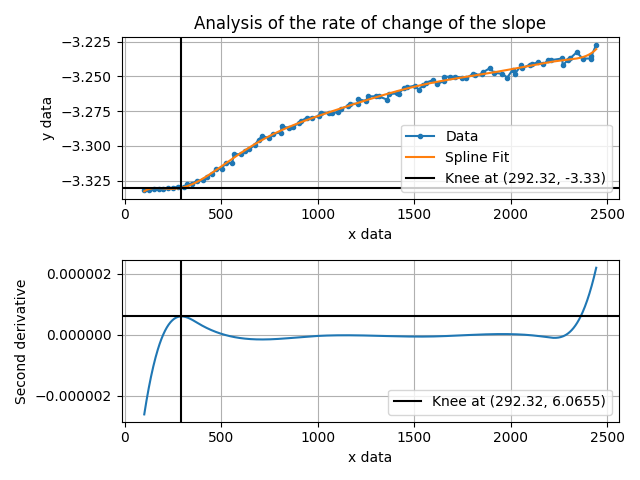 Analysis of the rate of change of the slope
−3.225
−3.250
−3.275
−3.300
−3.325
y data
Data
Spline Fit
Knee at (292.32, -3.33)
0 500 1000 1500 2000 2500
x data
0.000002
0.000000
−0.000002
Second derivative
Knee at (292.32, 6.0655)
0 500 1000 1500 2000 2500
x data